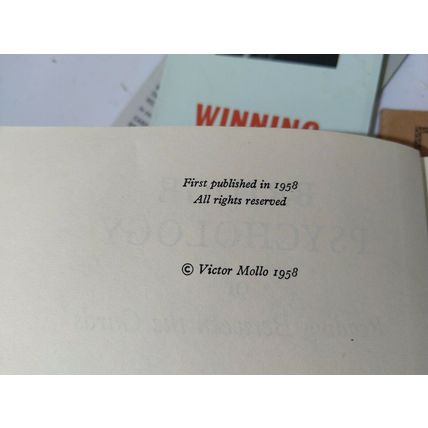 WINNING
First published in 1958
All rights reserved
© Victor Mollo 1958